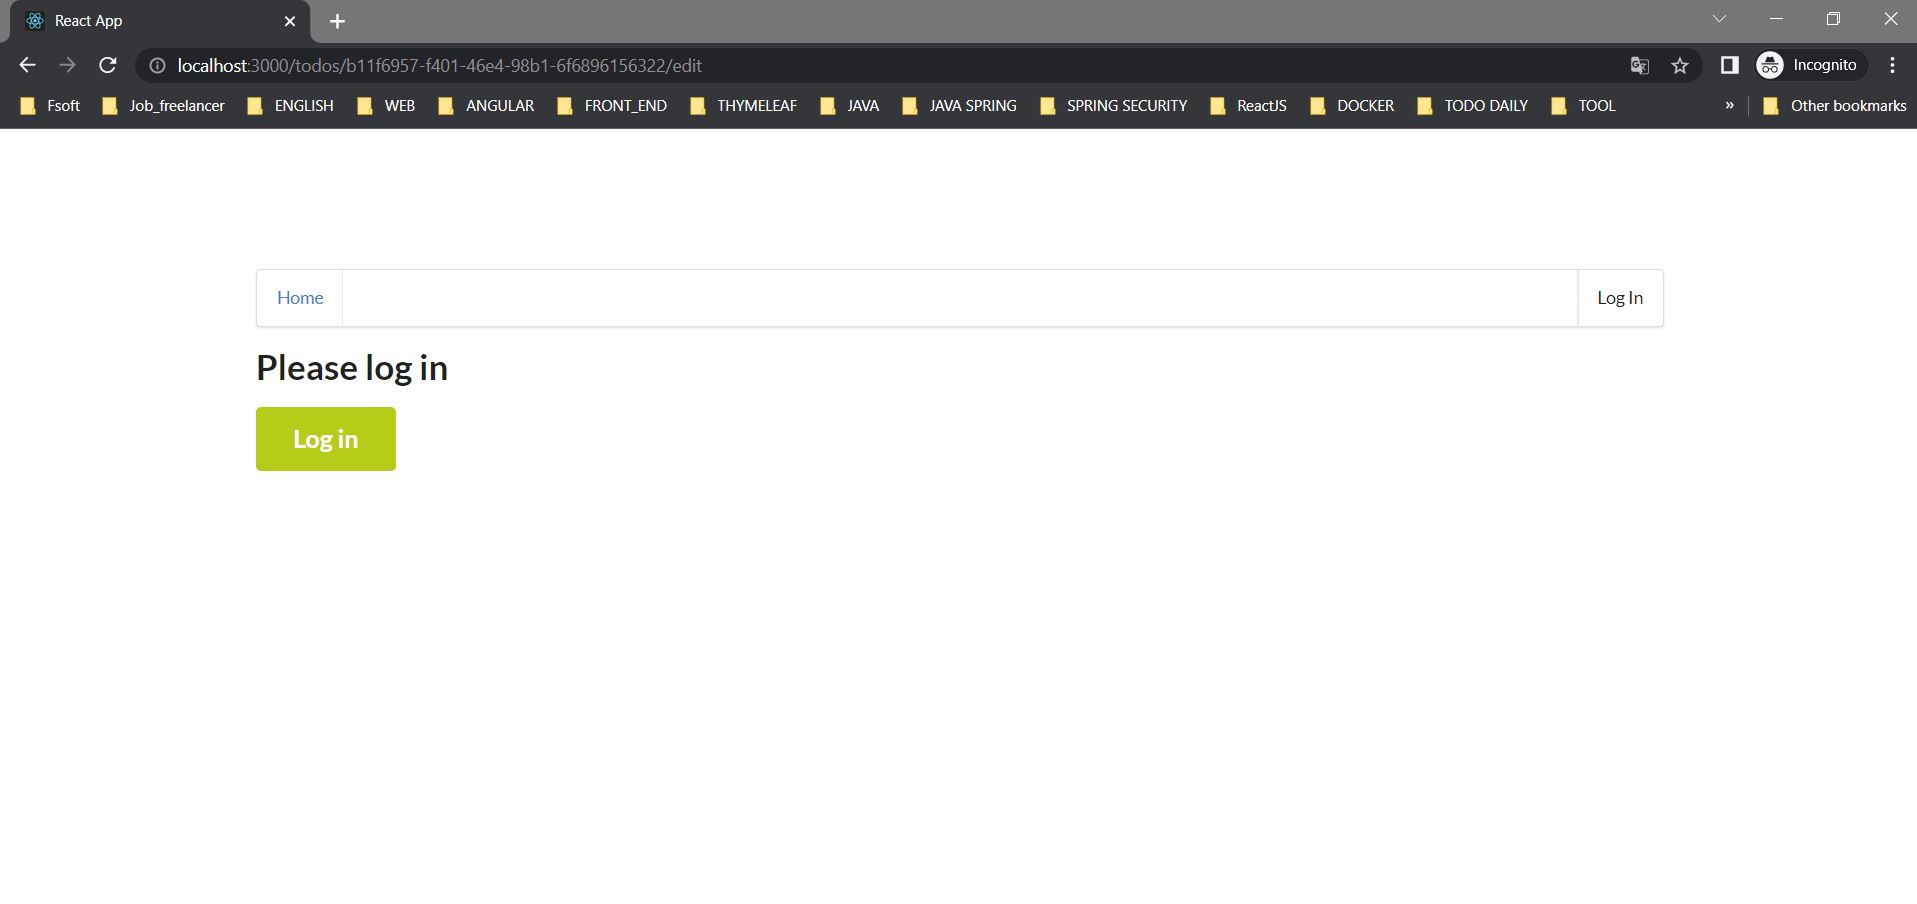 React App
localhost:3000/todos/b11f6957-f401-46e4-98b1-6f6896156322/edit
Incognito
Fsoft Job_freelancer ENGLISH WEB ANGULAR FRONT_END THYMELEAF JAVA JAVA SPRING SPRING SECURITY ReactJS DOCKER TODO DAILY TOOL » Other bookmarks
Home Log In
Please log in
Log in